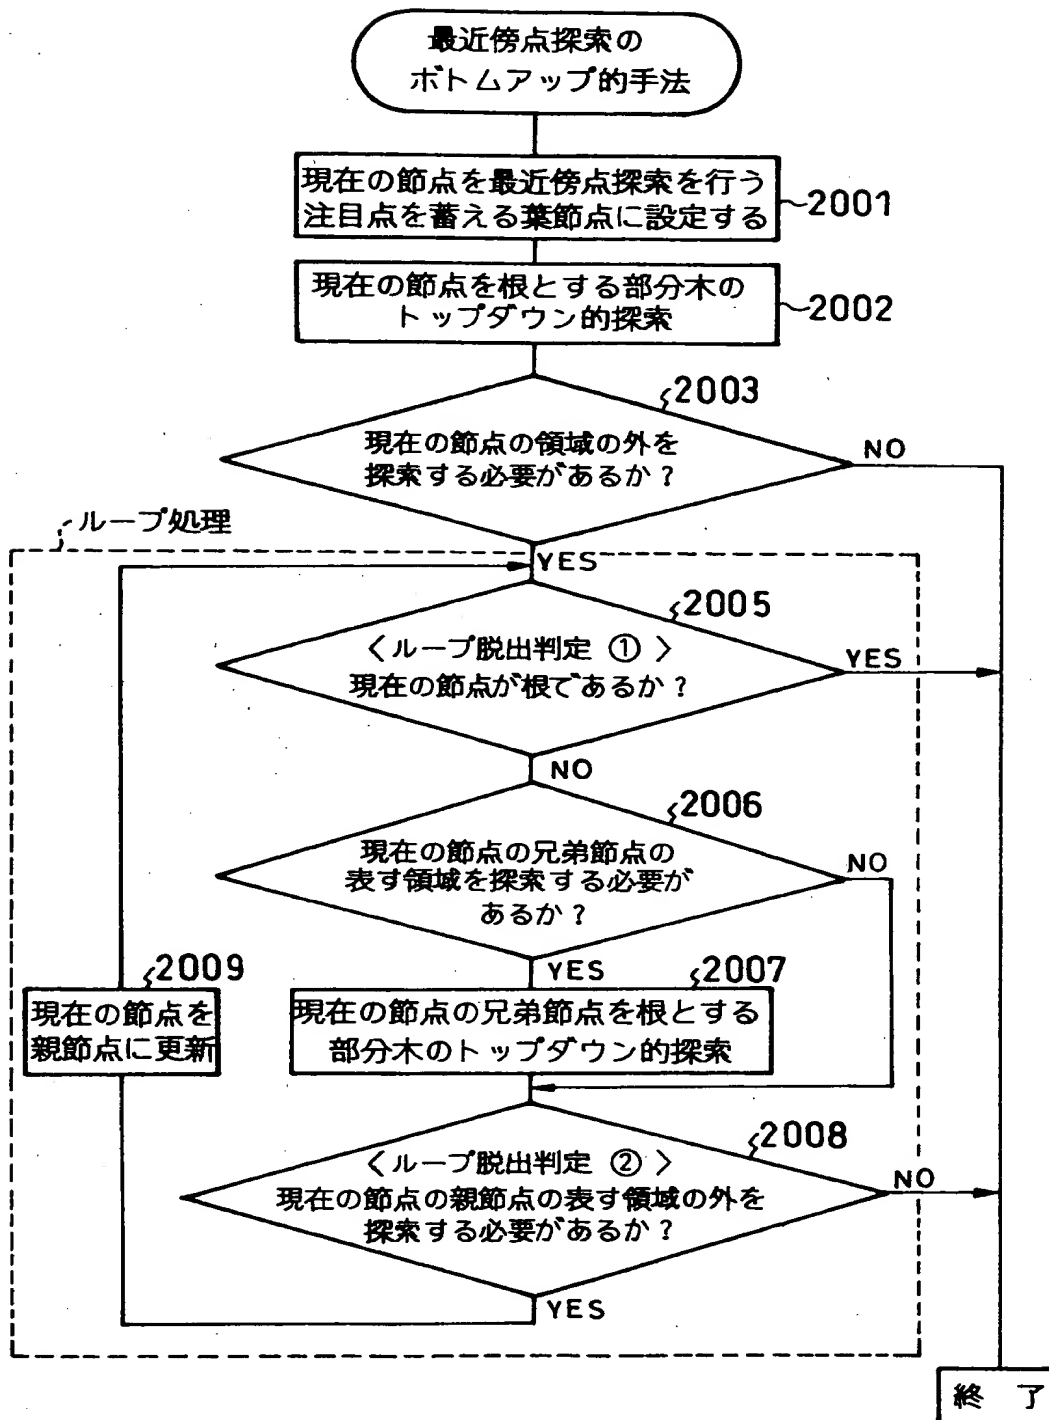 最近傍点探索の
ボトムアップ的手法
現在の節点を最近傍点探索を行う
注目点を蓄える葉節点に設定する
2001
現在の節点を根とする部分木の
トップダウン的探索
2002
2003
現在の節点の領域の外を
探索する必要があるか?
NO
ループ処理
YES
2005
〈ループ脱出判定 ①〉
現在の節点が根であるか?
YES
NO
2006
現在の節点の兄弟節点の
表す領域を探索する必要が
あるか?
NO
YES
2007
現在の節点の兄弟節点を根とする
部分木のトップダウン的探索
2009
現在の節点を
親節点に更新
2008
〈ループ脱出判定 ②〉
現在の節点の親節点の表す領域の外を
探索する必要があるか?
NO
YES
終 了